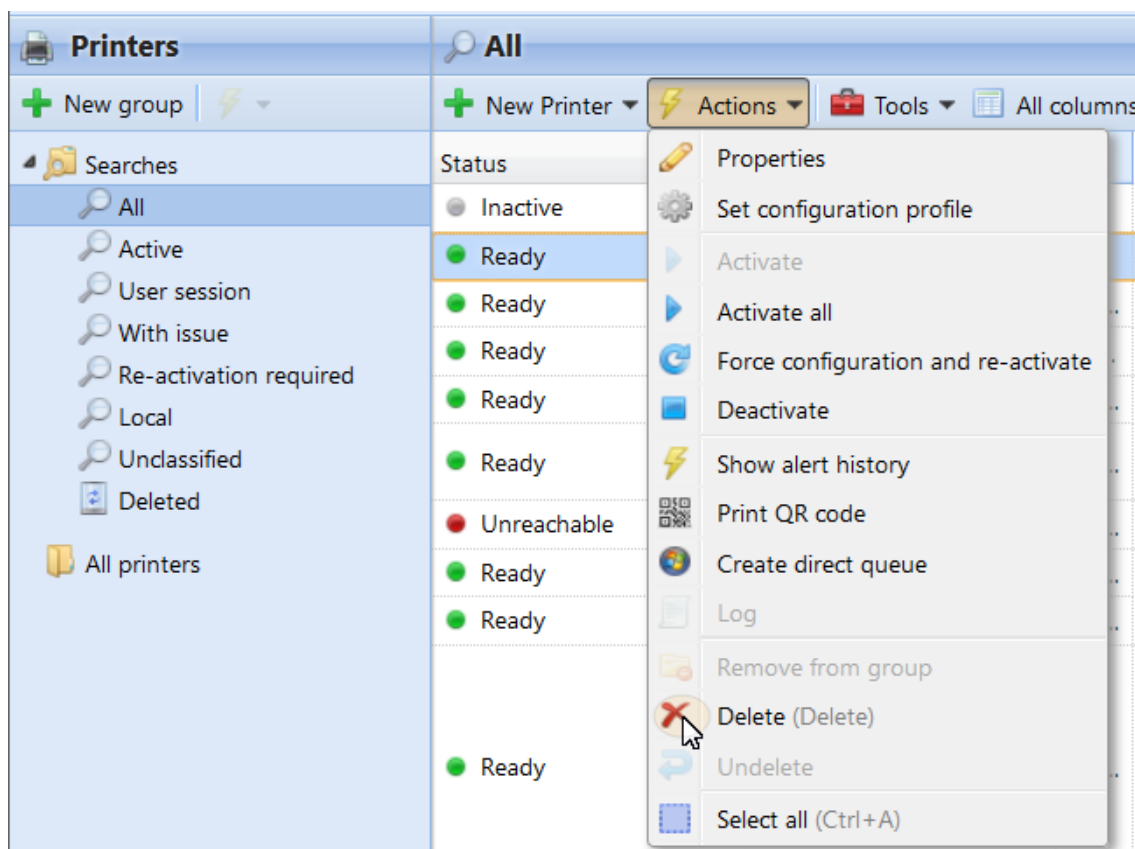 Printers
All
New group
New Printer Actions Tools All columns
Searches
All
Active
User session
With issue
Re-activation required
Local
Unclassified
Deleted
All printers
Status
Inactive
Ready
Ready
Ready
Ready
Ready
Unreachable
Ready
Ready
Ready
Properties
Set configuration profile
Activate
Activate all
Force configuration and re-activate
Deactivate
Show alert history
Print QR code
Create direct queue
Log
Remove from group
Delete (Delete)
Undelete
Select all (Ctrl+A)